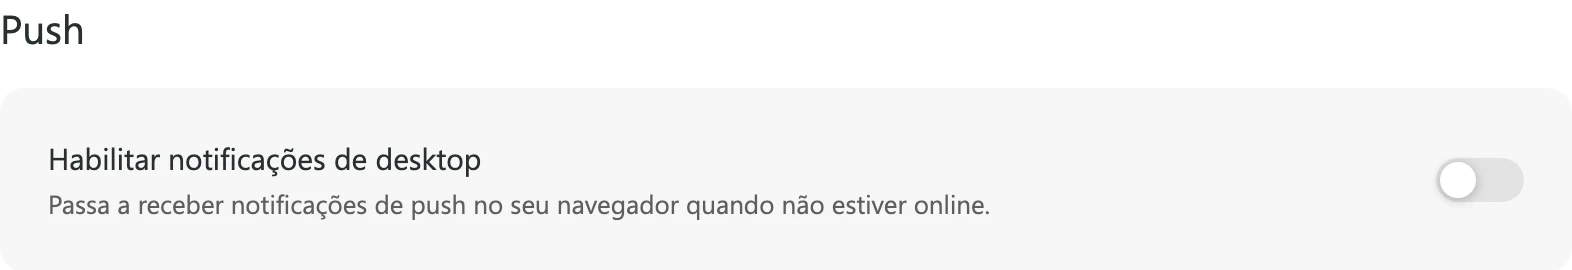 Push
Habilitar notificações de desktop
Passa a receber notificações de push no seu navegador quando não estiver online.